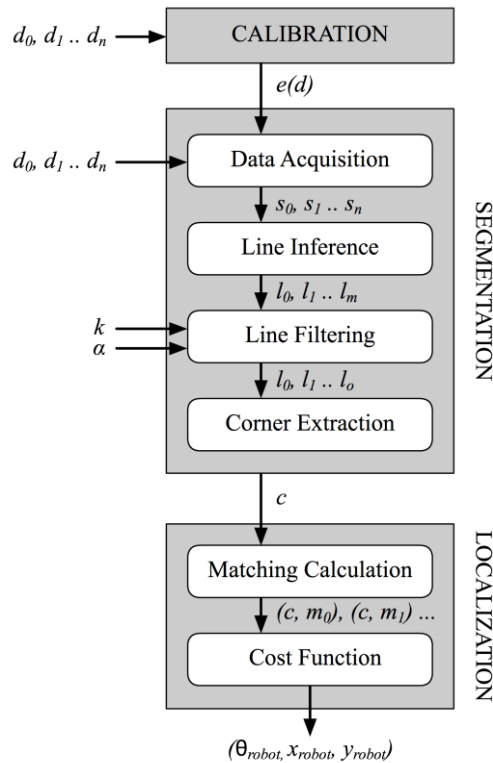 d₀, d₁ .. dₙ
CALIBRATION
e(d)
d₀, d₁ .. dₙ
Data Acquisition
s₀, s₁ .. sₙ
Line Inference
l₀, l₁ .. lₘ
k
α
Line Filtering
l₀, l₁ .. lₒ
Corner Extraction
SEGMENTATION
c
Matching Calculation
(c, m₀), (c, m₁) ...
Cost Function
LOCALIZATION
(θrobot, xrobot, yrobot)